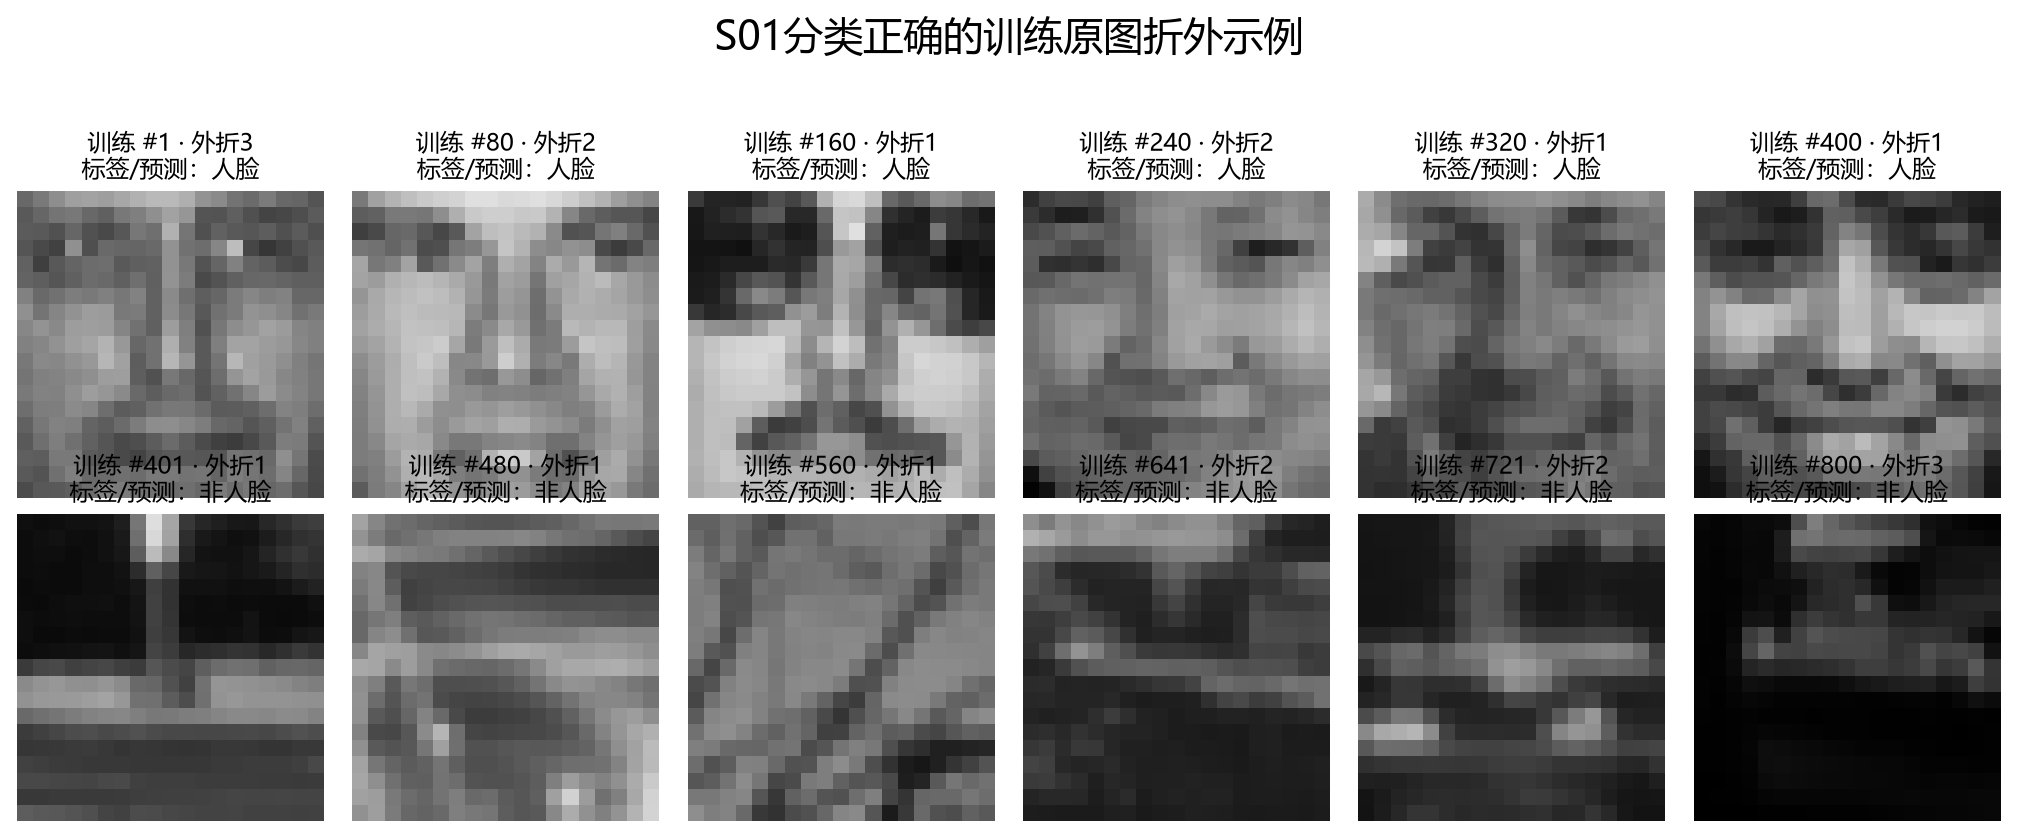 S01分类正确的训练原图折外示例
训练 #1 · 外折3
标签/预测：人脸
训练 #80 · 外折2
标签/预测：人脸
训练 #160 · 外折1
标签/预测：人脸
训练 #240 · 外折2
标签/预测：人脸
训练 #320 · 外折1
标签/预测：人脸
训练 #400 · 外折1
标签/预测：人脸
训练 #401 · 外折1
标签/预测：非人脸
训练 #480 · 外折1
标签/预测：非人脸
训练 #560 · 外折1
标签/预测：非人脸
训练 #641 · 外折2
标签/预测：非人脸
训练 #721 · 外折2
标签/预测：非人脸
训练 #800 · 外折3
标签/预测：非人脸